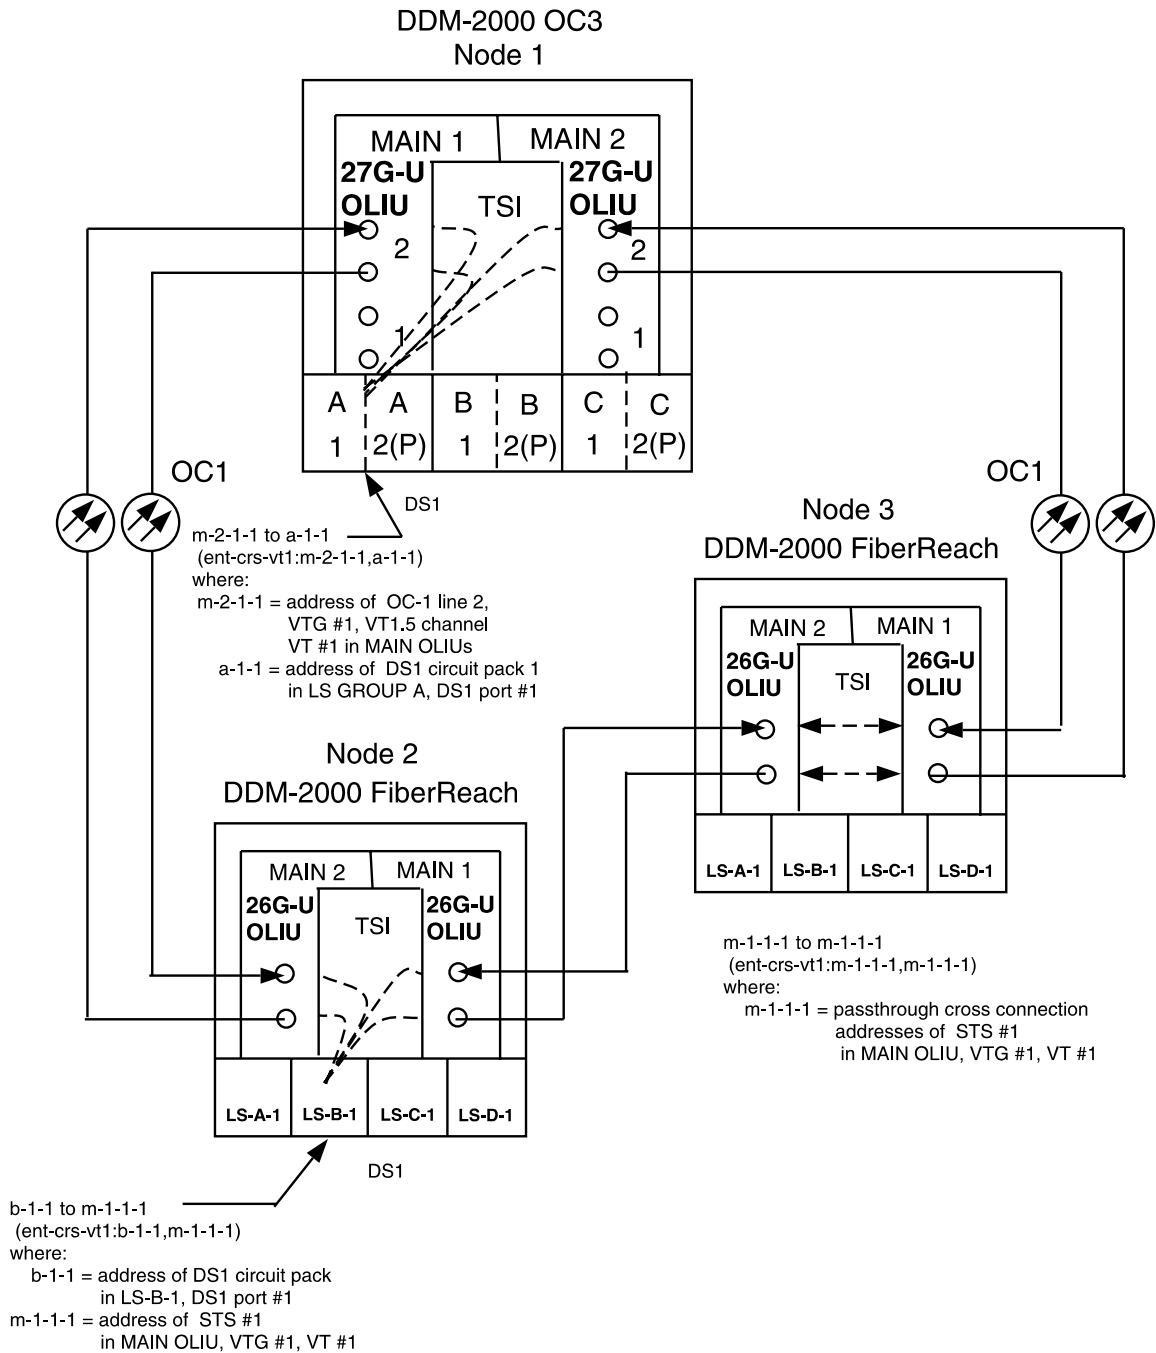 DDM-2000 OC3
Node 1
MAIN 1
MAIN 2
27G-U
OLIU
TSI
27G-U
OLIU
2
1
2
1
A
1
A
2(P)
B
1
B
2(P)
C
1
C
2(P)
OC1
OC1
DS1
m-2-1-1 to a-1-1
(ent-crs-vt1:m-2-1-1,a-1-1)
where:
m-2-1-1 = address of OC-1 line 2,
VTG #1, VT1.5 channel
VT #1 in MAIN OLIUs
a-1-1 = address of DS1 circuit pack 1
in LS GROUP A, DS1 port #1
Node 3
DDM-2000 FiberReach
MAIN 2
MAIN 1
26G-U
OLIU
TSI
26G-U
OLIU
LS-A-1
LS-B-1
LS-C-1
LS-D-1
m-1-1-1 to m-1-1-1
(ent-crs-vt1:m-1-1-1,m-1-1-1)
where:
m-1-1-1 = passthrough cross connection
addresses of STS #1
in MAIN OLIU, VTG #1, VT #1
Node 2
DDM-2000 FiberReach
MAIN 2
MAIN 1
26G-U
OLIU
TSI
26G-U
OLIU
LS-A-1
LS-B-1
LS-C-1
LS-D-1
DS1
b-1-1 to m-1-1-1
(ent-crs-vt1:b-1-1,m-1-1-1)
where:
b-1-1 = address of DS1 circuit pack
in LS-B-1, DS1 port #1
m-1-1-1 = address of STS #1
in MAIN OLIU, VTG #1, VT #1